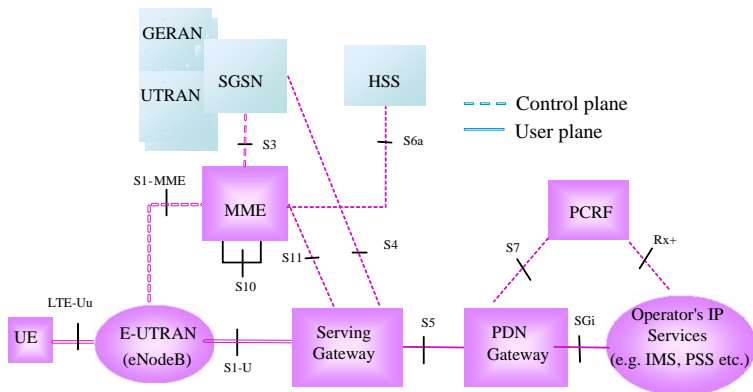 GERAN
SGSN
HSS
UTRAN
Control plane
User plane
S3
S6a
S1-MME
MME
PCRF
S11
S4
S7
Rx+
S10
LTE-Uu
UE
E-UTRAN
(eNodeB)
S1-U
Serving
Gateway
S5
PDN
Gateway
SGi
Operator's IP
Services
(e.g. IMS, PSS etc.)